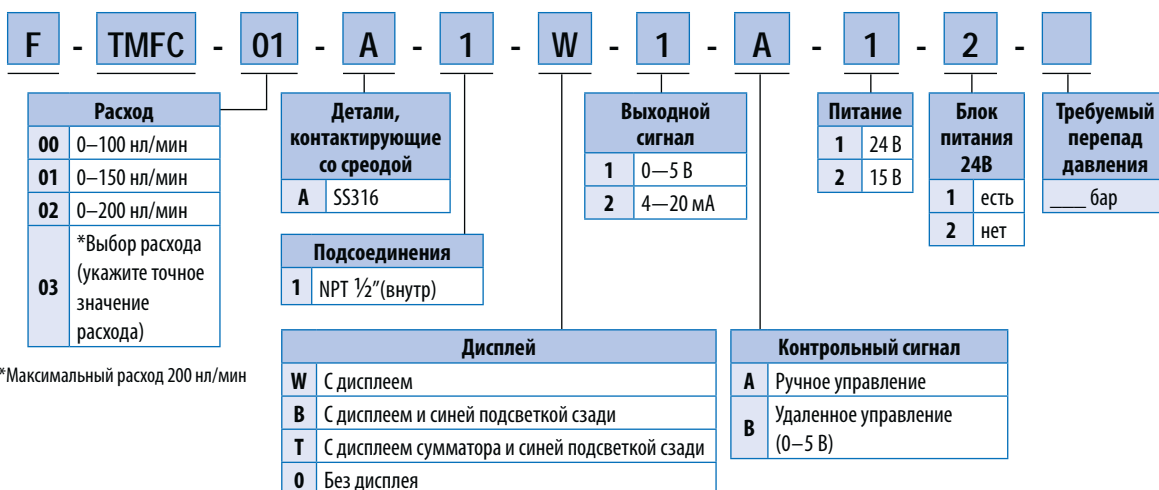 F - TMFC - 01 - A - 1 - W - 1 - A - 1 - 2 -
Расход
00 0–100 нл/мин
01 0–150 нл/мин
02 0–200 нл/мин
03 *Выбор расхода
(укажите точное
значение
расхода)
*Максимальный расход 200 нл/мин
Детали,
контактирующие
со среодой
A SS316
Подсоединения
1 NPT ½”(внутр)
Дисплей
W С дисплеем
B С дисплеем и синей подсветкой сзади
T С дисплеем сумматора и синей подсветкой сзади
0 Без дисплея
Выходной
сигнал
1 0—5 В
2 4—20 мА
Контрольный сигнал
A Ручное управление
B Удаленное управление
(0–5 В)
Питание
1 24 В
2 15 В
Блок
питания
24В
1 есть
2 нет
Требуемый
перепад
давления
___ бар